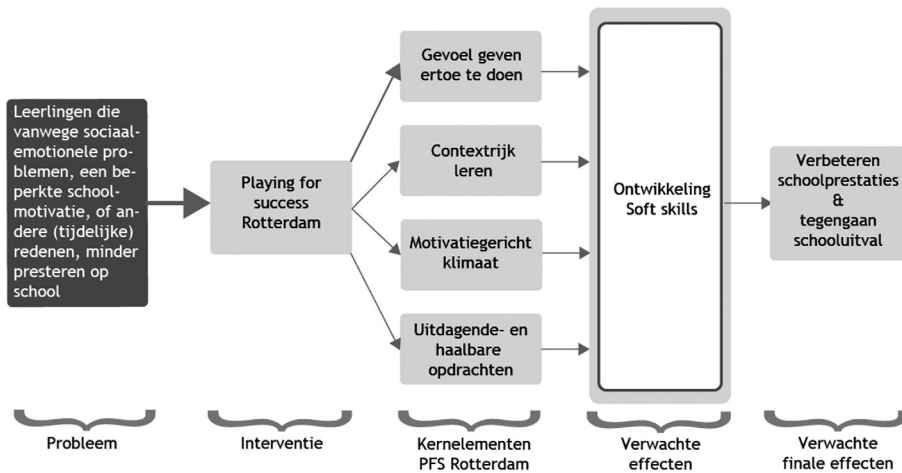 Leerlingen die
vanwege sociaal-
emotionele pro-
blemen, een be-
perkte school-
motivatie, of an-
dere (tijdelijke)
redenen, minder
presteren op
school
Playing for
success
Rotterdam
Gevoel geven
ertoe te doen
Contextrijk
leren
Motivatiegericht
klimaat
Uitdagende- en
haalbare
opdrachten
Ontwikkeling
Soft skills
Verbeteren
schoolprestaties
&
tegengaan
schooluitval
Probleem
Interventie
Kernelementen
PFS Rotterdam
Verwachte
effecten
Verwachte
finale effecten